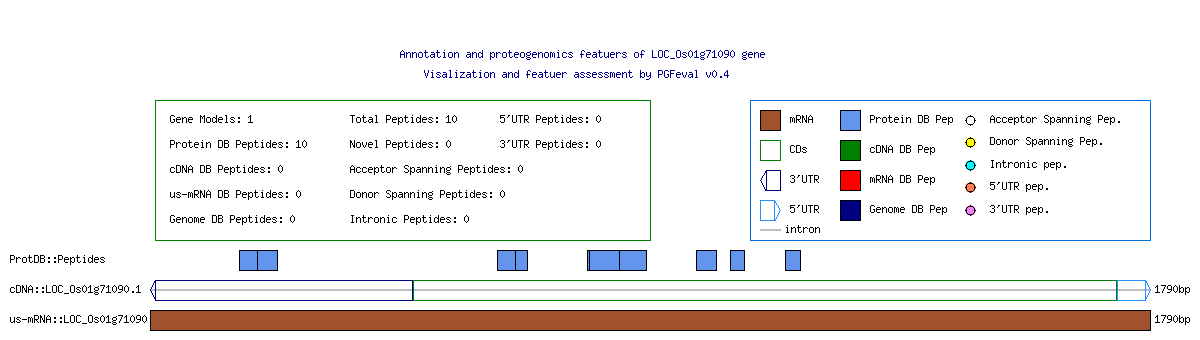 Annotation and proteogenomics featuers of LOC_Os01g71090 gene
Visalization and featuer assessment by PGFeval v0.4
Gene Models: 1 Total Peptides: 10 5'UTR Peptides: 0
Protein DB Peptides: 10 Novel Peptides: 0 3'UTR Peptides: 0
cDNA DB Peptides: 0 Acceptor Spanning Peptides: 0
us-mRNA DB Peptides: 0 Donor Spanning Peptides: 0
Genome DB Peptides: 0 Intronic Peptides: 0
mRNA Protein DB Pep Acceptor Spanning Pep.
CDs cDNA DB Pep Donor Spanning Pep.
3'UTR mRNA DB Pep Intronic pep.
5'UTR Genome DB Pep 5'UTR pep.
intron 3'UTR pep.
ProtDB::Peptides
cDNA::LOC_Os01g71090.1 1790bp
us-mRNA::LOC_Os01g71090 1790bp